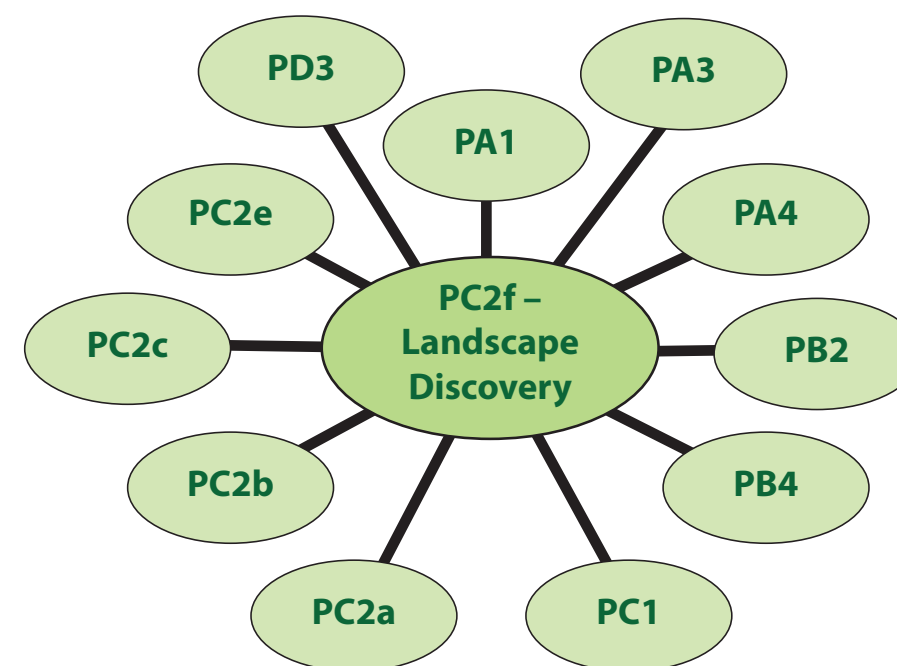 PD3
PA3
PA1
PC2e
PA4
PC2f –
Landscape
Discovery
PC2c
PB2
PC2b
PB4
PC2a
PC1